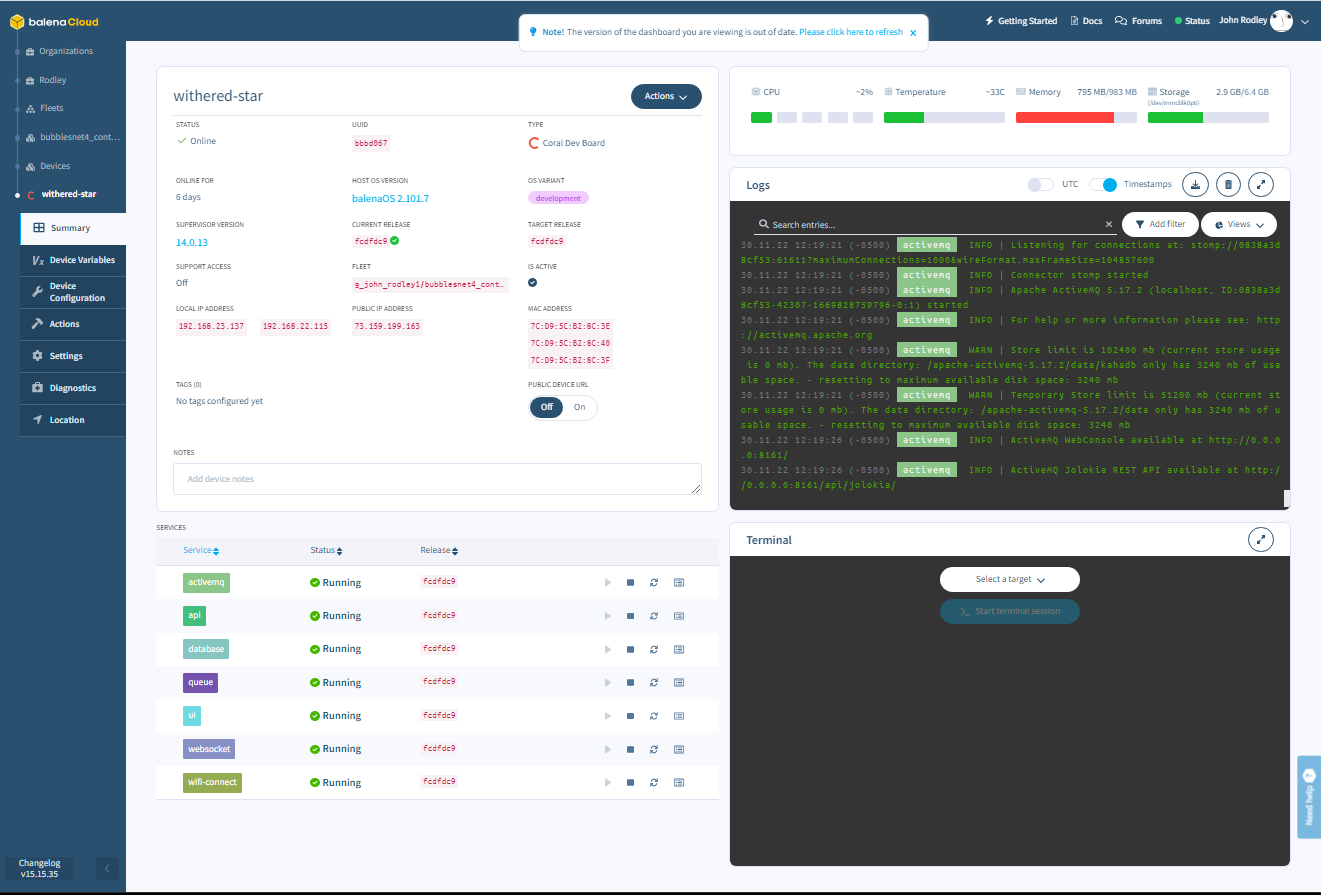 balenaCloud
Note! The version of the dashboard you are viewing is out of date. Please click here to refresh
Getting Started
Docs
Forums
Status
John Rodley
Organizations
Rodley
Fleets
bubblesnet4_cont...
Devices
withered-star
Summary
Device Variables
Device
Configuration
Actions
Settings
Diagnostics
Location
Changelog
v15.15.35
withered-star
Actions
STATUS
UUID
TYPE
Online
bbbd067
Coral Dev Board
ONLINE FOR
HOST OS VERSION
OS VARIANT
6 days
balenaOS 2.101.7
development
SUPERVISOR VERSION
CURRENT RELEASE
TARGET RELEASE
14.0.13
fcdfdc9
fcdfdc9
SUPPORT ACCESS
FLEET
IS ACTIVE
Off
g_john_rodley1/bubblesnet4_cont…
LOCAL IP ADDRESS
PUBLIC IP ADDRESS
MAC ADDRESS
192.168.23.137
192.168.22.115
73.159.199.163
7C:D9:5C:B2:8C:3E
7C:D9:5C:B2:8C:40
7C:D9:5C:B2:8C:3F
TAGS (0)
PUBLIC DEVICE URL
No tags configured yet
Off
On
NOTES
Add device notes
SERVICES
Service
Status
Release
activemq
Running
fcdfdc9
api
Running
fcdfdc9
database
Running
fcdfdc9
queue
Running
fcdfdc9
ui
Running
fcdfdc9
websocket
Running
fcdfdc9
wifi-connect
Running
fcdfdc9
CPU
~2%
Temperature
~33C
Memory
795 MB/983 MB
Storage
2.9 GB/6.4 GB
(/dev/mmcblk0p6)
Logs
UTC
Timestamps
Search entries...
Add filter
Views
30.11.22 12:19:21 (-0500) activemq INFO | Listening for connections at: stomp://0838a3d
8cf53:61611?maximumConnections=1000&wireFormat.maxFrameSize=104857600
30.11.22 12:19:21 (-0500) activemq INFO | Connector stomp started
30.11.22 12:19:21 (-0500) activemq INFO | Apache ActiveMQ 5.17.2 (localhost, ID:0838a3d
8cf53-42307-1669828759796-0:1) started
30.11.22 12:19:21 (-0500) activemq INFO | For help or more information please see: http
://activemq.apache.org
30.11.22 12:19:21 (-0500) activemq WARN | Store limit is 102400 mb (current store usage
is 0 mb). The data directory: /apache-activemq-5.17.2/data/kahadb only has 3240 mb of usa
ble space. - resetting to maximum available disk space: 3240 mb
30.11.22 12:19:21 (-0500) activemq WARN | Temporary Store limit is 51200 mb (current st
ore usage is 0 mb). The data directory: /apache-activemq-5.17.2/data only has 3240 mb of u
sable space. - resetting to maximum available disk space: 3240 mb
30.11.22 12:19:26 (-0500) activemq INFO | ActiveMQ WebConsole available at http://0.0.0
.0:8161/
30.11.22 12:19:26 (-0500) activemq INFO | ActiveMQ Jolokia REST API available at http:/
/0.0.0.0:8161/api/jolokia/
Terminal
Select a target
Start terminal session
Need help